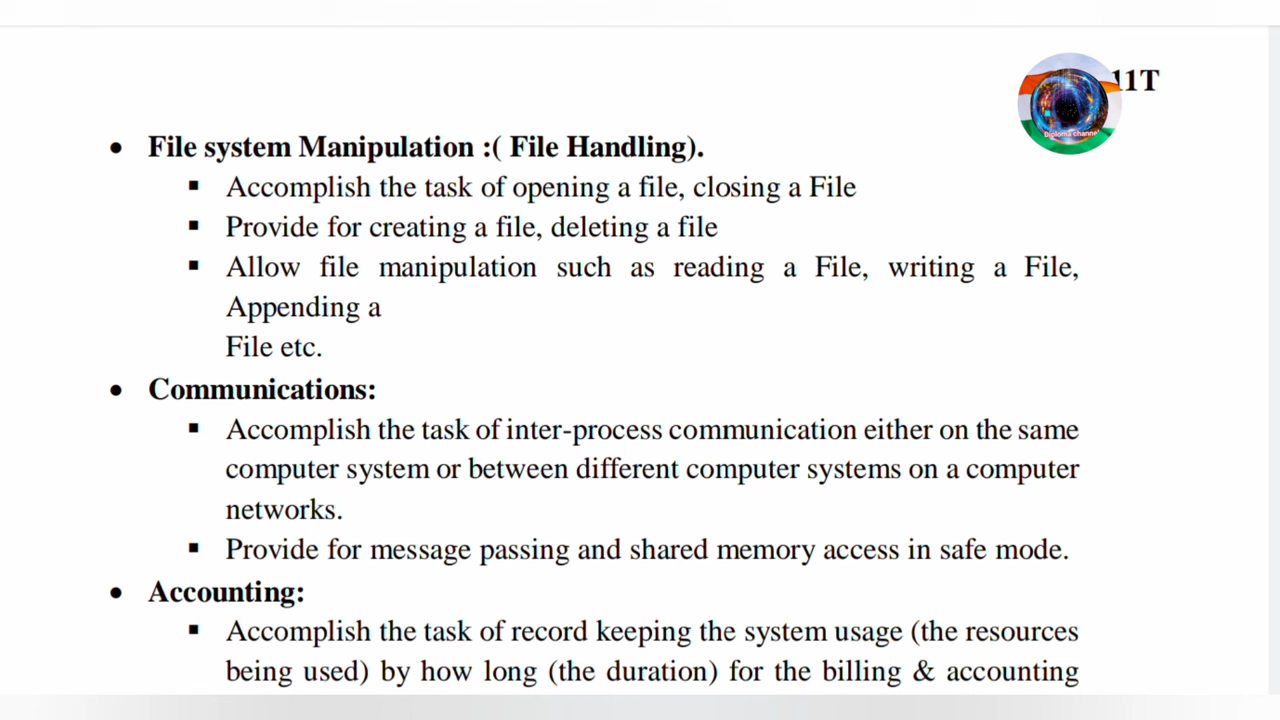 11T
Diploma channel
• File system Manipulation :( File Handling).
▪ Accomplish the task of opening a file, closing a File
▪ Provide for creating a file, deleting a file
▪ Allow file manipulation such as reading a File, writing a File,
Appending a
File etc.
• Communications:
▪ Accomplish the task of inter-process communication either on the same
computer system or between different computer systems on a computer
networks.
▪ Provide for message passing and shared memory access in safe mode.
• Accounting:
▪ Accomplish the task of record keeping the system usage (the resources
being used) by how long (the duration) for the billing & accounting